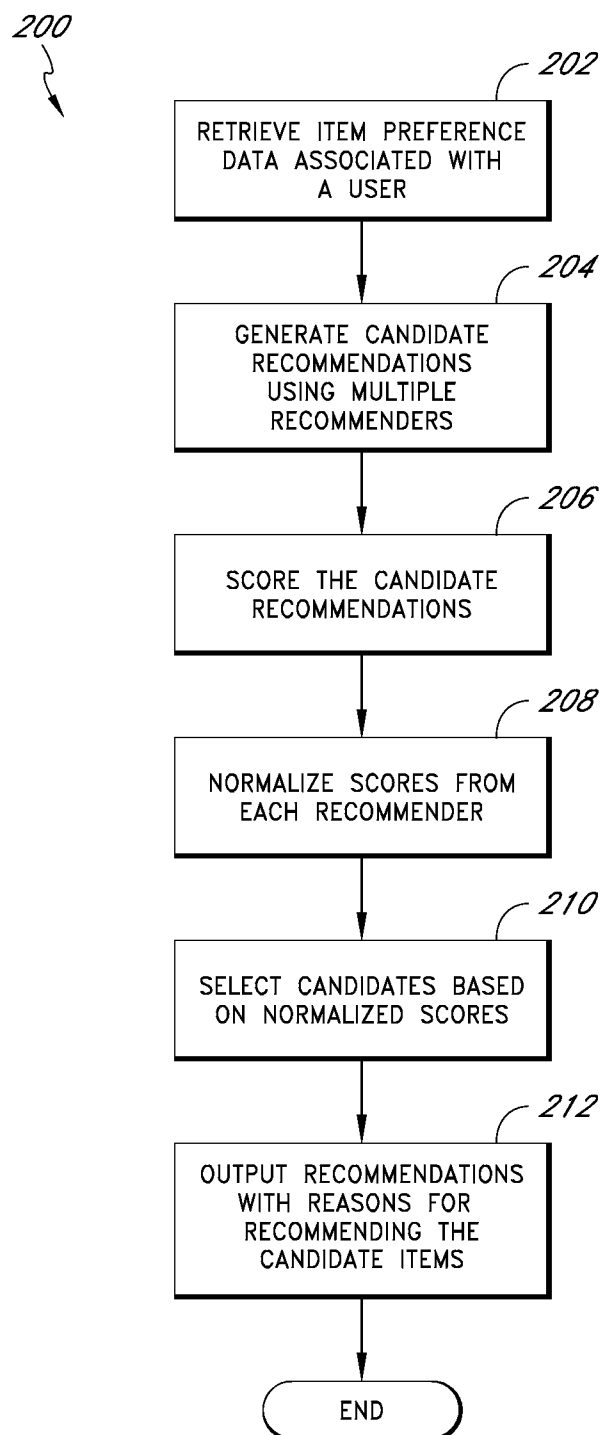 200
202
RETRIEVE ITEM PREFERENCE
DATA ASSOCIATED WITH
A USER
204
GENERATE CANDIDATE
RECOMMENDATIONS
USING MULTIPLE
RECOMMENDERS
206
SCORE THE CANDIDATE
RECOMMENDATIONS
208
NORMALIZE SCORES FROM
EACH RECOMMENDER
210
SELECT CANDIDATES BASED
ON NORMALIZED SCORES
212
OUTPUT RECOMMENDATIONS
WITH REASONS FOR
RECOMMENDING THE
CANDIDATE ITEMS
END